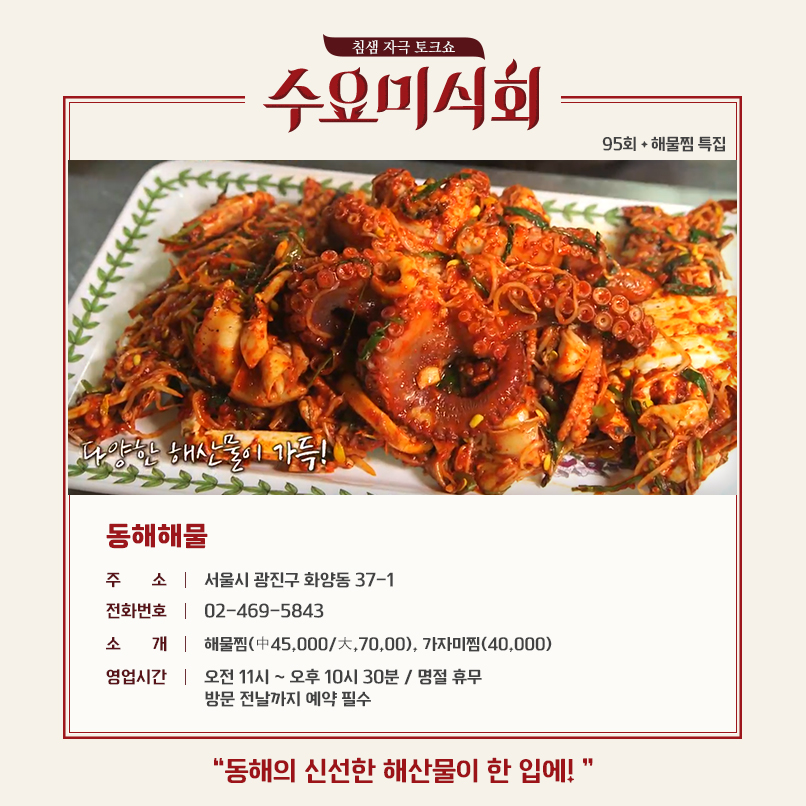 침샘 자극 토크쇼
수요미식회
95회 + 해물찜 특집
다양한 해산물이 가득!
동해해물
주 소 | 서울시 광진구 화양동 37-1
전화번호 | 02-469-5843
소 개 | 해물찜(中45,000/大,70,00), 가자미찜(40,000)
영업시간 | 오전 11시 ~ 오후 10시 30분 / 명절 휴무
방문 전날까지 예약 필수
“동해의 신선한 해산물이 한 입에! ”